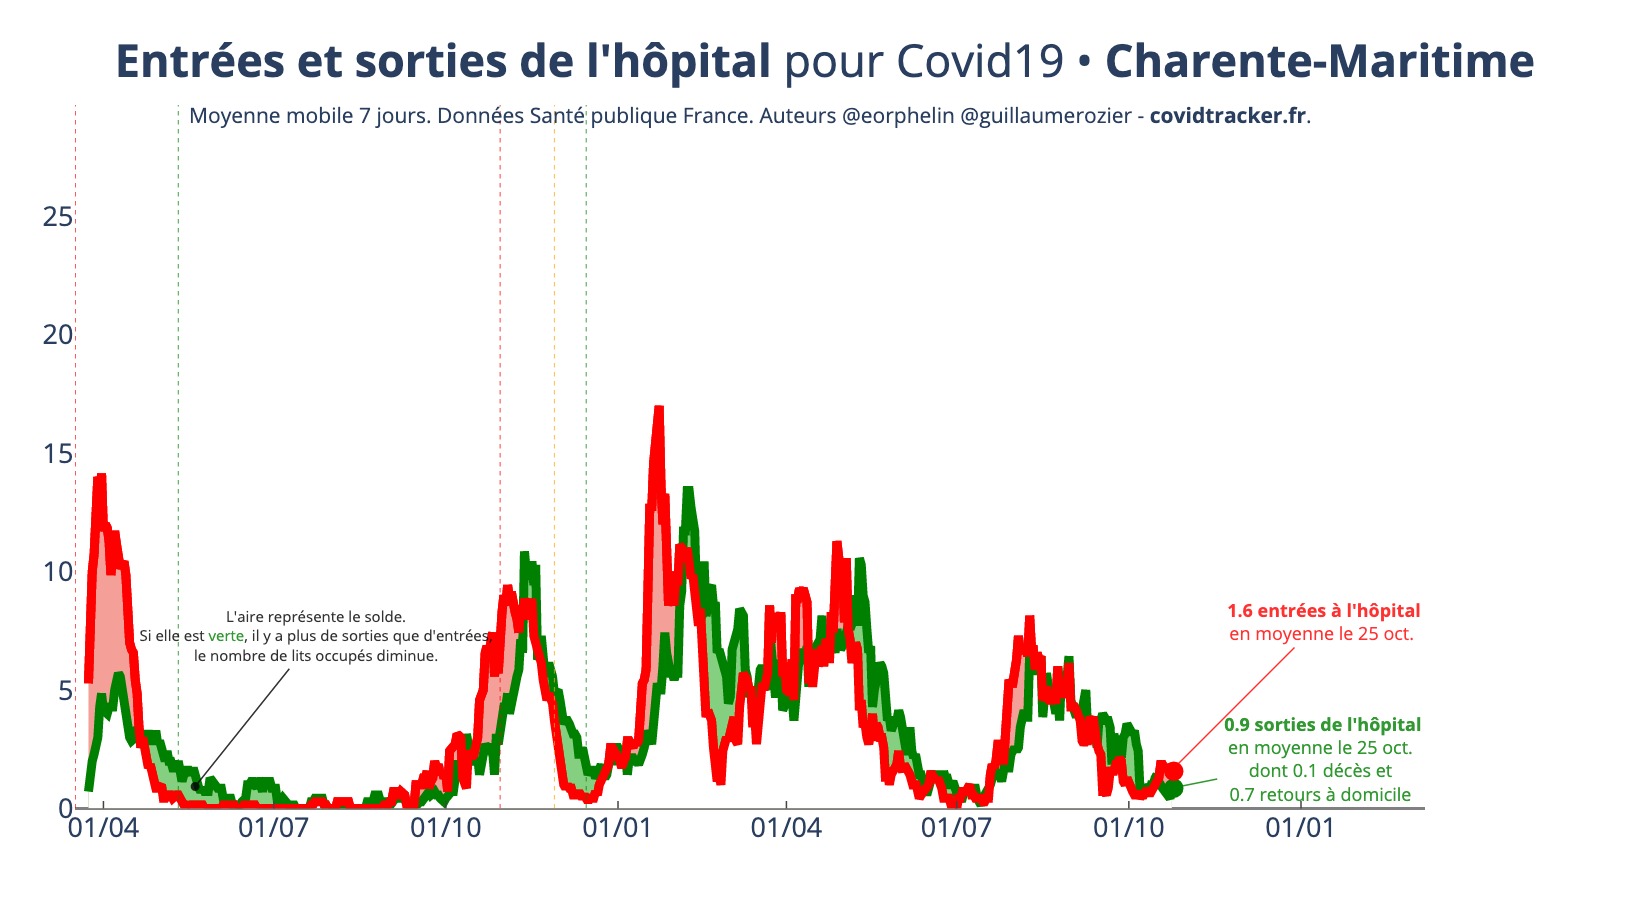 Entrées et sorties de l'hôpital pour Covid19 • Charente-Maritime
Moyenne mobile 7 jours. Données Santé publique France. Auteurs @eorphelin @guillaumerozier - covidtracker.fr.
25
20
15
10
5
0
L'aire représente le solde.
Si elle est verte, il y a plus de sorties que d'entrées,
le nombre de lits occupés diminue.
1.6 entrées à l'hôpital
en moyenne le 25 oct.
0.9 sorties de l'hôpital
en moyenne le 25 oct.
dont 0.1 décès et
0.7 retours à domicile
01/04 01/07 01/10 01/01 01/04 01/07 01/10 01/01